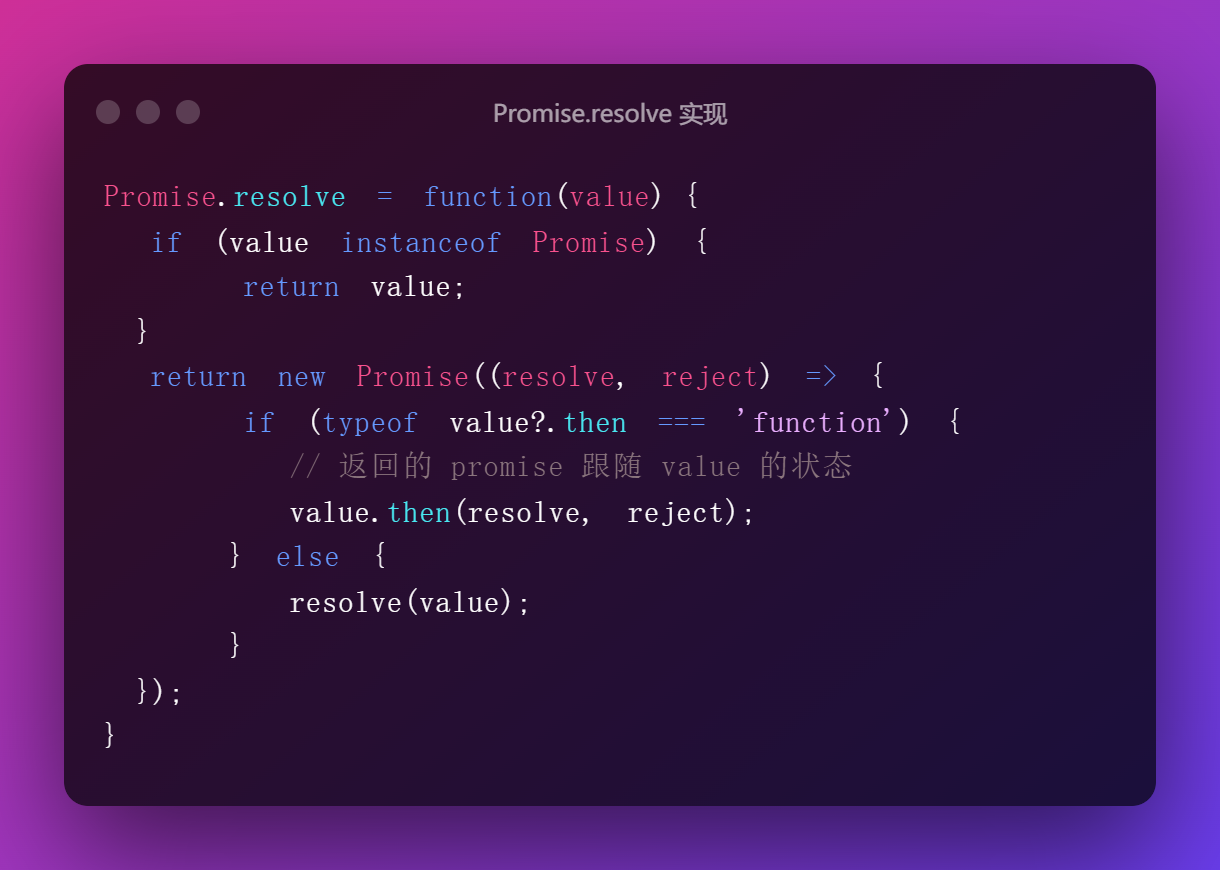 Promise.resolve 实现
Promise.resolve = function(value) {
if (value instanceof Promise) {
return value;
}
return new Promise((resolve, reject) => {
if (typeof value?.then === 'function') {
// 返回的 promise 跟随 value 的状态
value.then(resolve, reject);
} else {
resolve(value);
}
});
}